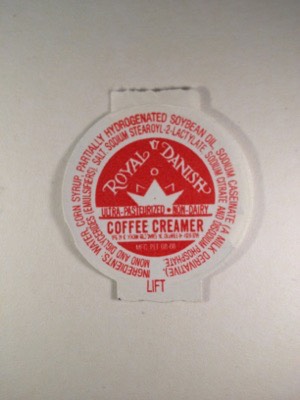 INGREDIENTS: WATER, CORN SYRUP, PARTIALLY HYDROGENATED SOYBEAN OIL, SODIUM CASEINATE (A MILK DERIVATIVE),
MONO AND DIGLYCERIDES (EMULSIFIERS), SALT, SODIUM STEAROYL-2-LACTYLATE, SODIUM CITRATE AND DISODIUM PHOSPHATE.
ROYAL DANISH
ULTRA-PASTEURIZED NON-DAIRY
COFFEE CREAMER
LIFT